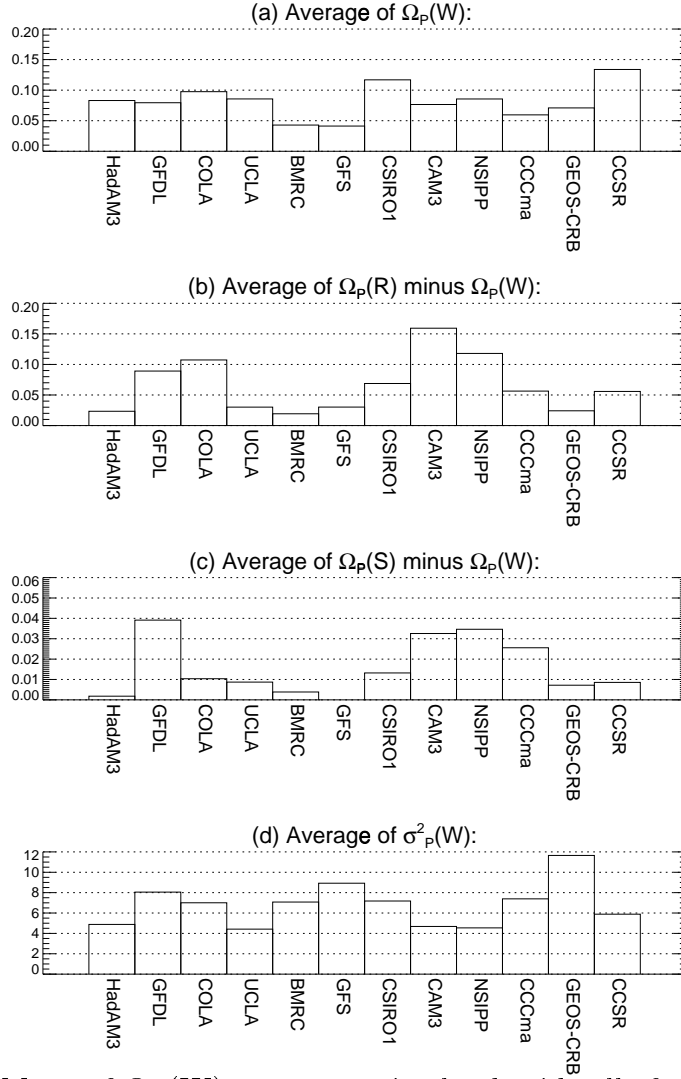 (a) Average of Ω_P(W):
0.20
0.15
0.10
0.05
0.00
HadAM3
GFDL
COLA
UCLA
BMRC
GFS
CSIRO1
CAM3
NSIPP
CCCma
GEOS-CRB
CCSR
(b) Average of Ω_P(R) minus Ω_P(W):
0.20
0.15
0.10
0.05
0.00
HadAM3
GFDL
COLA
UCLA
BMRC
GFS
CSIRO1
CAM3
NSIPP
CCCma
GEOS-CRB
CCSR
(c) Average of Ω_P(S) minus Ω_P(W):
0.06
0.05
0.04
0.03
0.02
0.01
0.00
HadAM3
GFDL
COLA
UCLA
BMRC
GFS
CSIRO1
CAM3
NSIPP
CCCma
GEOS-CRB
CCSR
(d) Average of σ²_P(W):
12
10
8
6
4
2
0
HadAM3
GFDL
COLA
UCLA
BMRC
GFS
CSIRO1
CAM3
NSIPP
CCCma
GEOS-CRB
CCSR